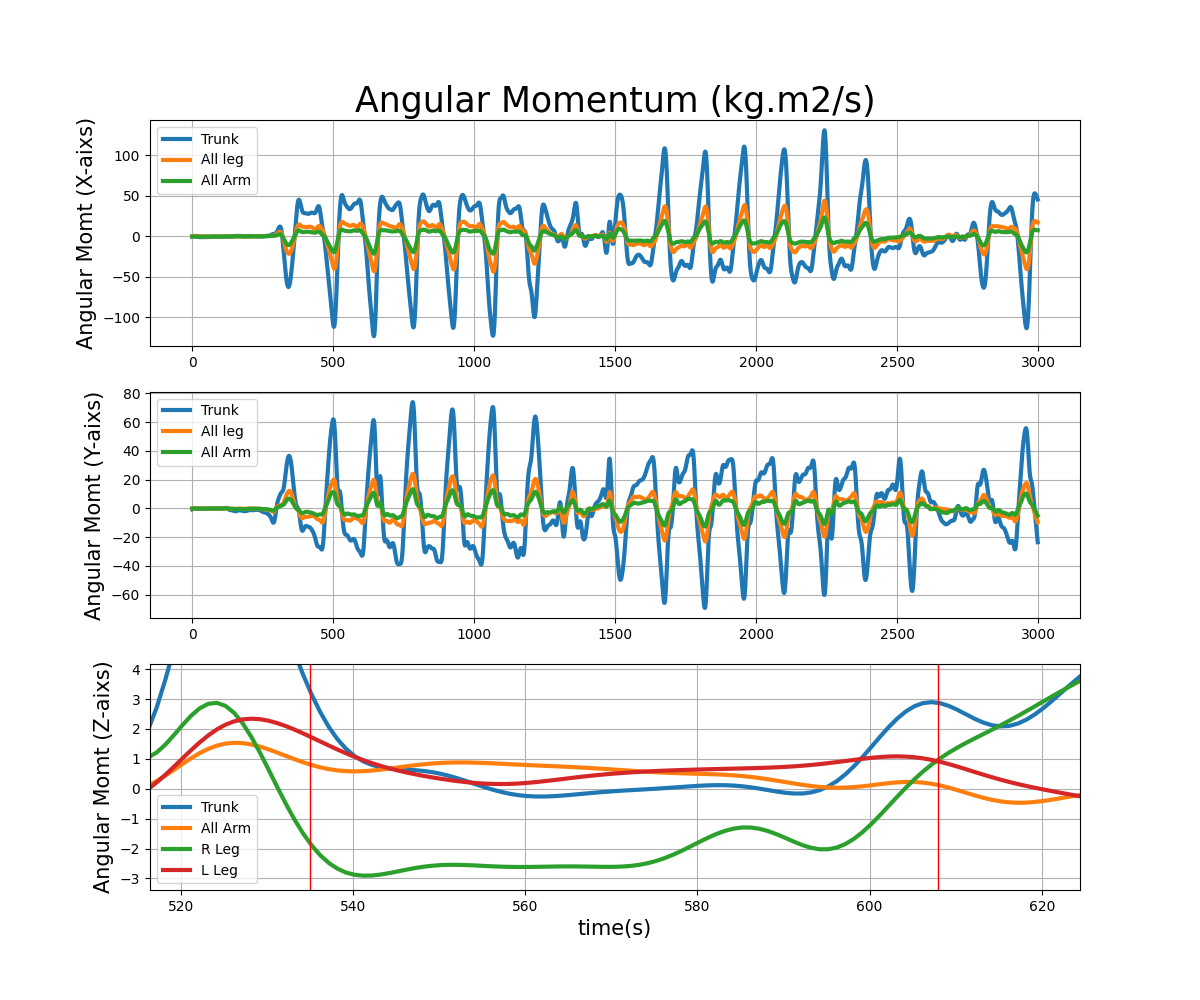 Angular Momentum (kg.m2/s)
Angular Momt (X-aixs)
100
50
0
−50
−100
Trunk
All leg
All Arm
0 500 1000 1500 2000 2500 3000
Angular Momt (Y-aixs)
80
60
40
20
0
−20
−40
−60
Trunk
All leg
All Arm
0 500 1000 1500 2000 2500 3000
Angular Momt (Z-aixs)
4
3
2
1
0
−1
−2
−3
Trunk
All Arm
R Leg
L Leg
520 540 560 580 600 620
time(s)